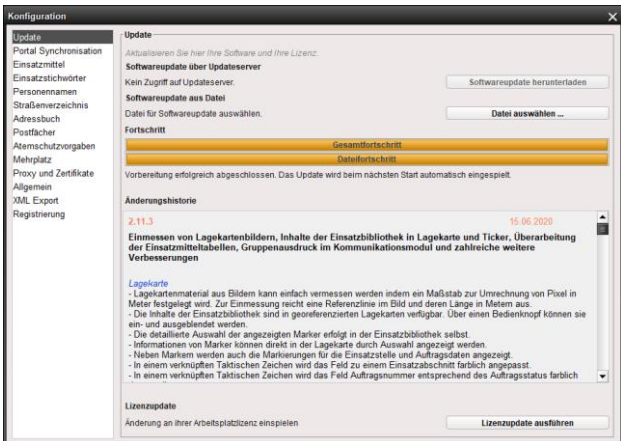 Konfiguration
Update
Portal Synchronisation
Einsatzmittel
Einsatzstichwörter
Personennamen
Straßenverzeichnis
Adressbuch
Postfächer
Atemschutzvorgaben
Mehrplatz
Proxy und Zertifikate
Allgemein
XML Export
Registrierung
Update
Aktualisieren Sie hier Ihre Software und Ihre Lizenz.
Softwareupdate über Updateserver
Kein Zugriff auf Updateserver.
Softwareupdate herunterladen
Softwareupdate aus Datei
Datei für Softwareupdate auswählen.
Datei auswählen ...
Fortschritt
Gesamtfortschritt
Dateifortschritt
Vorbereitung erfolgreich abgeschlossen. Das Update wird beim nächsten Start automatisch eingespielt.
Änderungshistorie
2.11.3 15.06.2020
Einmessen von Lagekartenbildern, Inhalte der Einsatzbibliothek in Lagekarte und Ticker, Überarbeitung
der Einsatzmitteltabellen, Gruppenausdruck im Kommunikationsmodul und zahlreiche weitere
Verbesserungen
Lagekarte
- Lagekartenmaterial aus Bildern kann einfach vermessen werden indem ein Maßstab zur Umrechnung von Pixel in
Meter festgelegt wird. Zur Einmessung reicht eine Referenzlinie im Bild und deren Länge in Metern aus.
- Die Inhalte der Einsatzbibliothek sind in georeferenzierten Lagekarten verfügbar. Über einen Bedienknopf können sie
ein- und ausgeblendet werden.
- Die detaillierte Auswahl der angezeigten Marker erfolgt in der Einsatzbibliothek selbst.
- Informationen von Marker können direkt in der Lagekarte durch Auswahl angezeigt werden.
- Neben Markern werden auch die Markierungen für die Einsatzstelle und Auftragsdaten angezeigt.
- In einem verknüpften Taktischen Zeichen wird das Feld zu einem Einsatzabschnitt farblich angepasst.
- In einem verknüpften Taktischen Zeichen wird das Feld Auftragsnummer entsprechend des Auftragsstatus farblich
Lizenzupdate
Änderung an ihrer Arbeitsplatzlizenz einspielen
Lizenzupdate ausführen